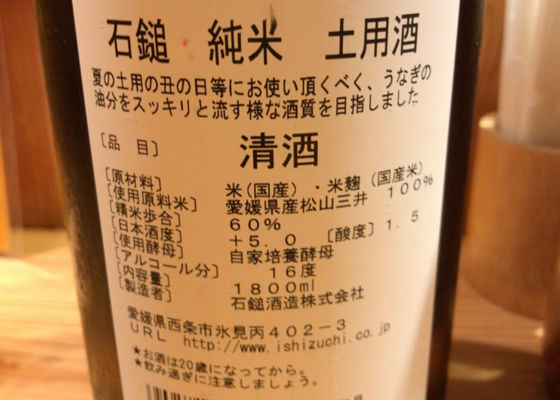 石鎚 純米 土用酒
夏の土用の丑の日等にお使い頂くべく、うなぎの
油分をスッキリと流す様な酒質を目指しました
〔品 目〕 清酒
〔原材料〕 米(国産)・米麹(国産米)
〔使用原料米〕 愛媛県産松山三井 100%
〔精米歩合〕 60%
〔日本酒度〕 +5.0 〔酸度〕1.5
〔使用酵母〕 自家培養酵母
〔アルコール分〕 16度
〔内容量〕 1800ml
〔製造者〕 石鎚酒造株式会社
愛媛県西条市氷見丙402-3
URL http://www.ishizuchi.co.jp
★お酒は20歳になってから。
★飲み過ぎに注意しましょう。